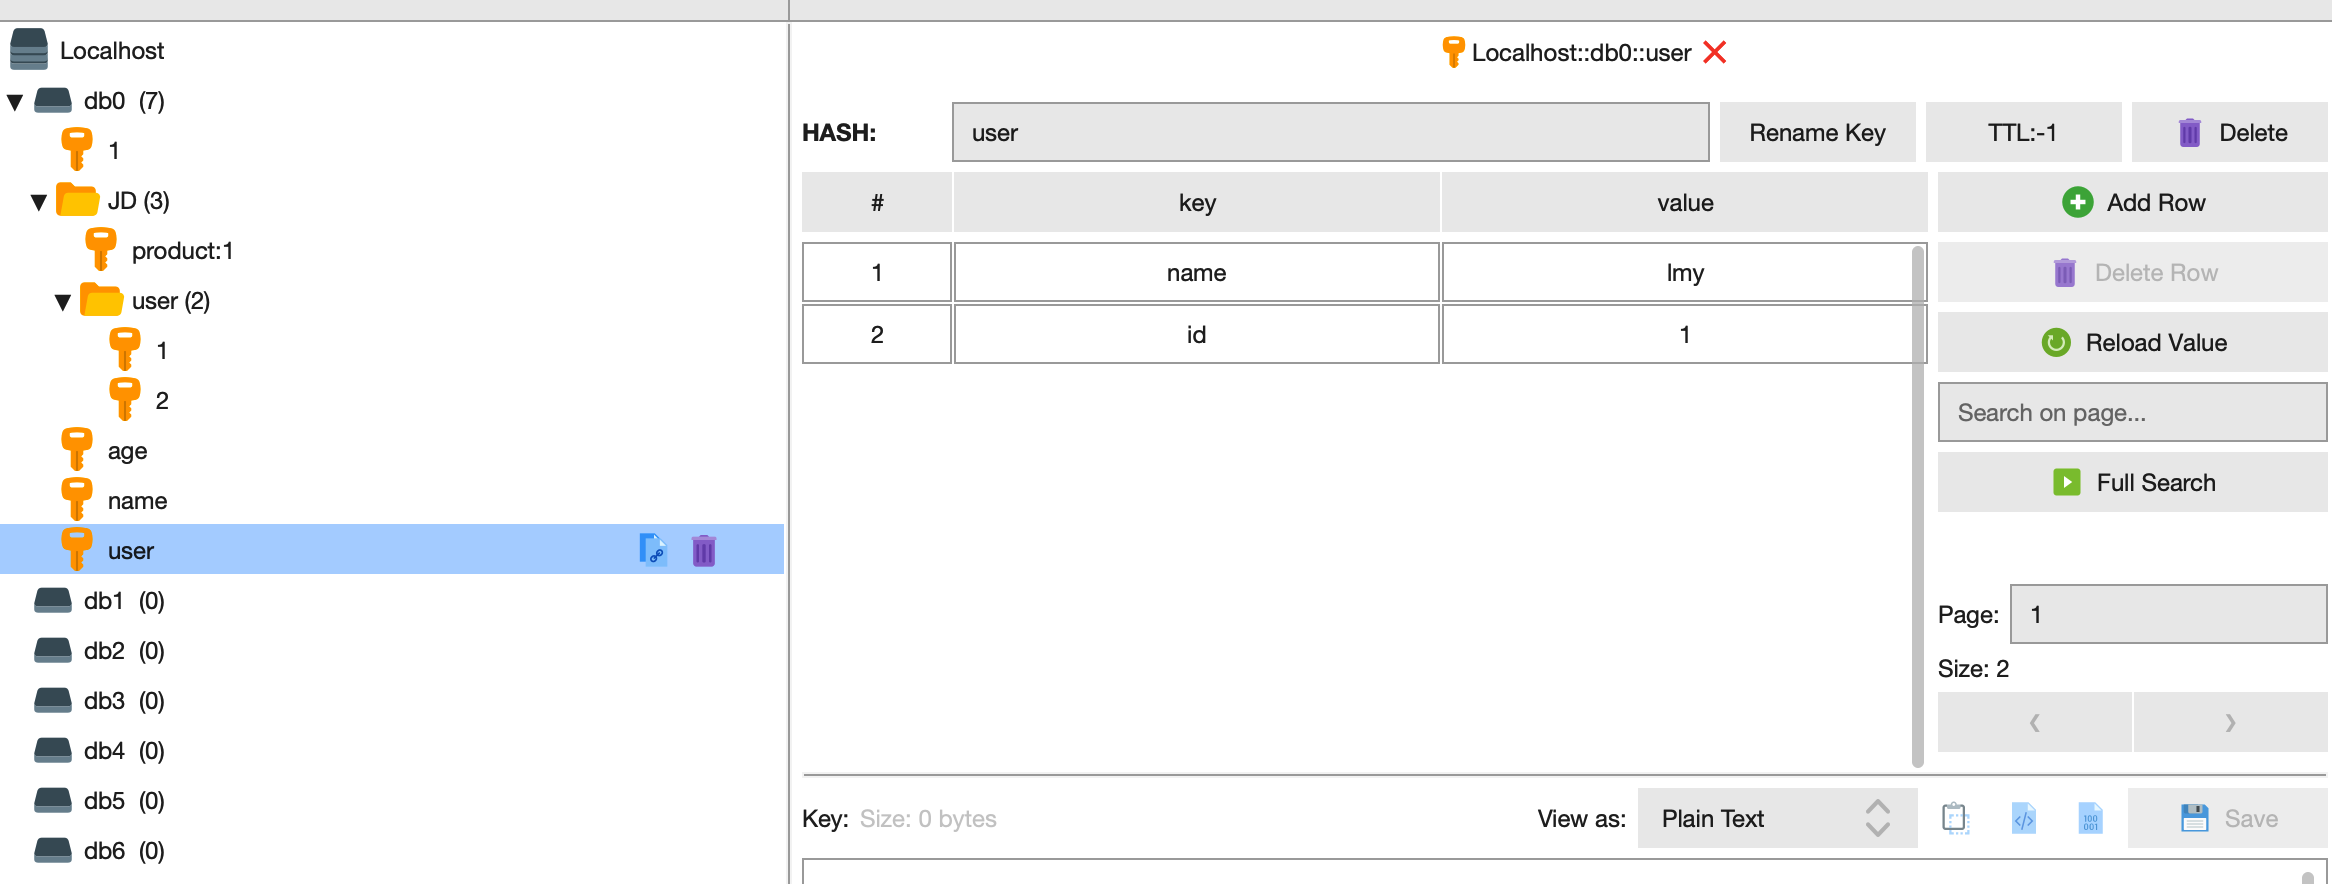 Localhost
db0 (7)
1
JD (3)
product:1
user (2)
1
2
age
name
user
db1 (0)
db2 (0)
db3 (0)
db4 (0)
db5 (0)
db6 (0)
Localhost::db0::user
HASH: user Rename Key TTL:-1 Delete
# key value Add Row
1 name lmy Delete Row
2 id 1 Reload Value
Search on page...
Full Search
Page: 1
Size: 2
Key: Size: 0 bytes View as: Plain Text Save